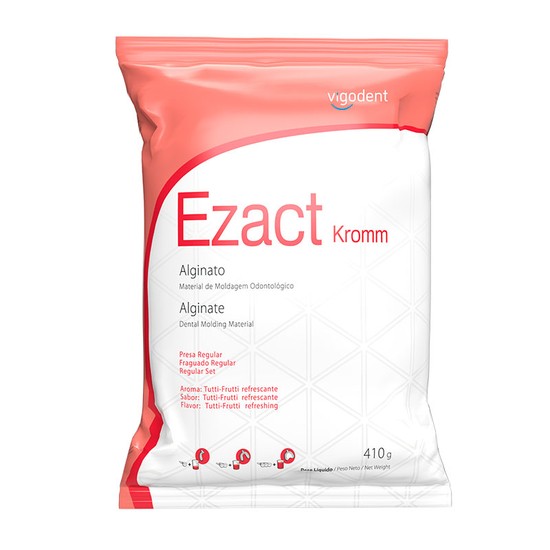 vigodent
Ezact Kromm
Alginato
Material de Moldagem Odontológico
Alginate
Dental Molding Material
Presa Regular
Fraguado Regular
Regular Set
Aroma: Tutti-Frutti refrescante
Sabor: Tutti-Frutti refrescante
Flavor: Tutti-Frutti refreshing
410 g
Peso Líquido / Peso Neto / Net Weight